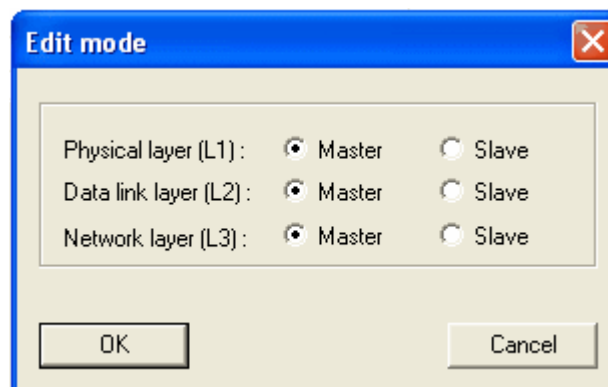 Edit mode
Physical layer (L1) : Master Slave
Data link layer (L2) : Master Slave
Network layer (L3) : Master Slave
OK Cancel